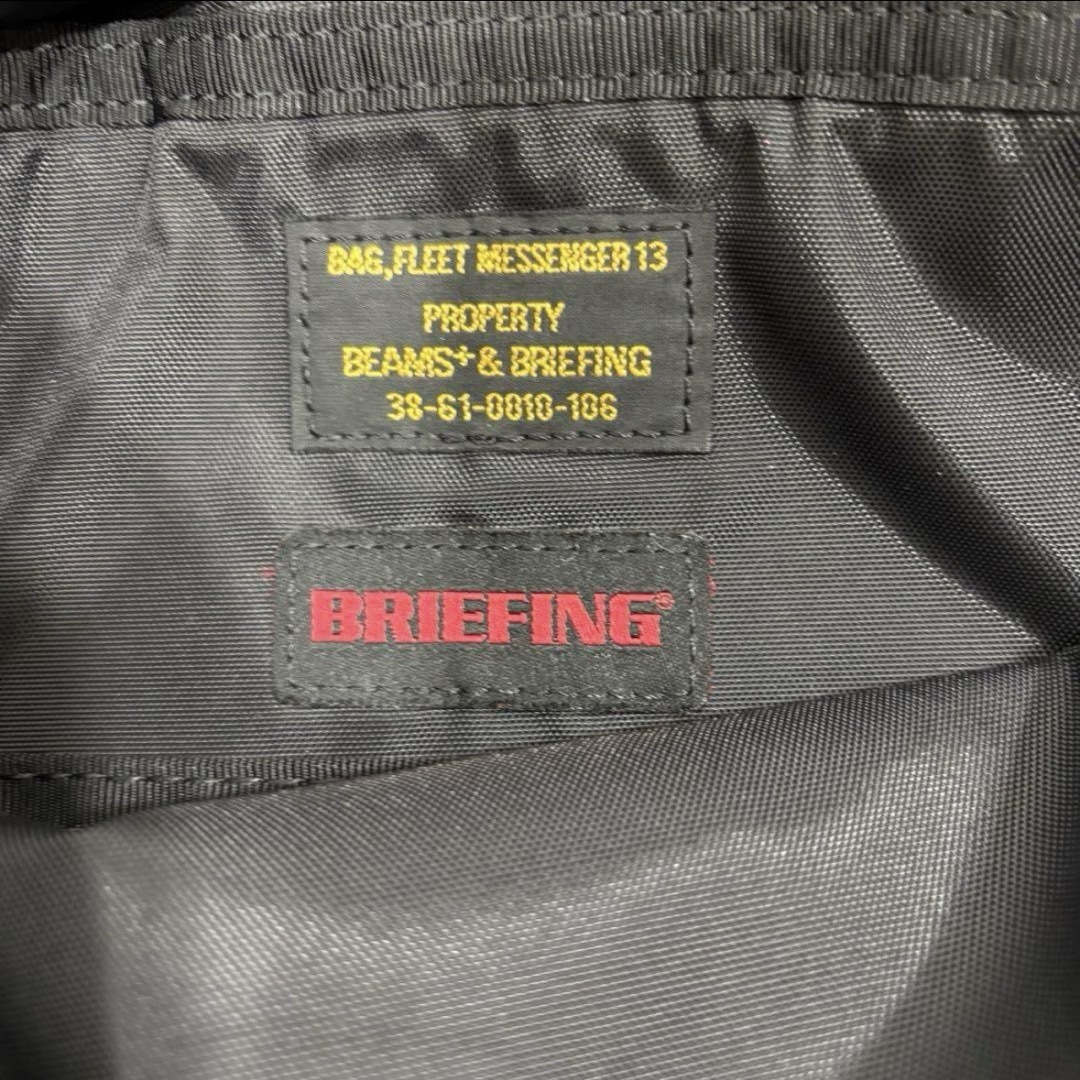 BAG,FLEET MESSENGER 13
PROPERTY
BEAMS+ & BRIEFING
38-61-0010-106
BRIEFING®